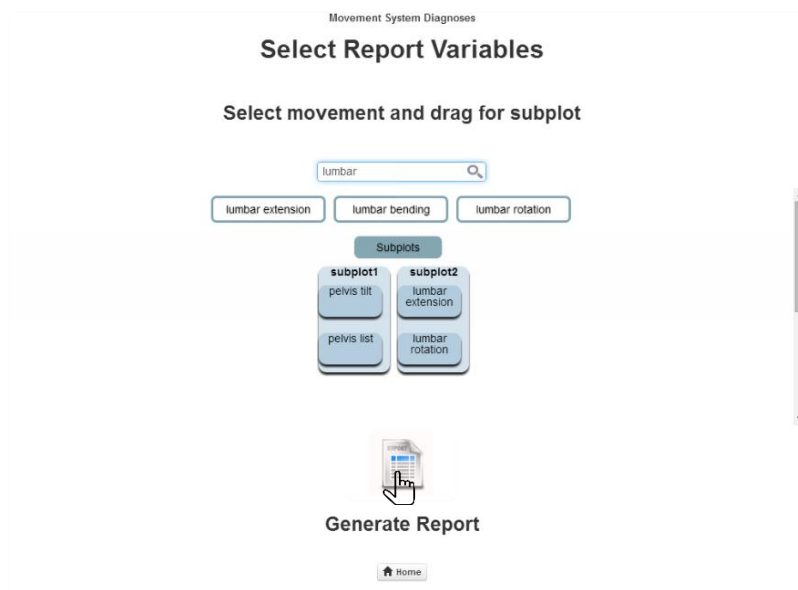 Movement System Diagnoses
Select Report Variables
Select movement and drag for subplot
lumbar
lumbar extension lumbar bending lumbar rotation
Subplots
subplot1 subplot2
pelvis tilt lumbar
extension
pelvis list lumbar
rotation
REPORT
Generate Report
Home